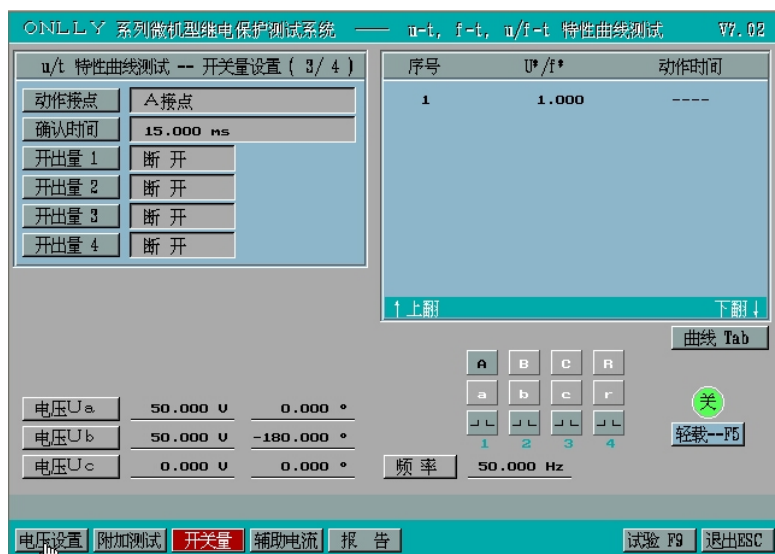 ONLLY 系列微机型继电保护测试系统 —— u-t, f-t, u/f-t 特性曲线测试 V7.02
u/t 特性曲线测试 -- 开关量设置 ( 3/4 )
动作接点 A接点
确认时间 15.000 ms
开出量 1 断 开
开出量 2 断 开
开出量 3 断 开
开出量 4 断 开
序号 U*/f* 动作时间
1 1.000 ----
↑上翻 下翻↓
曲线 Tab
A B C R
a b c r
1 2 3 4
关
轻载--F5
电压Ua 50.000 V 0.000 °
电压Ub 50.000 V -180.000 °
电压Uc 0.000 V 0.000 °
频 率 50.000 Hz
电压设置 附加测试 开关量 辅助电流 报 告 试验 F9 退出ESC